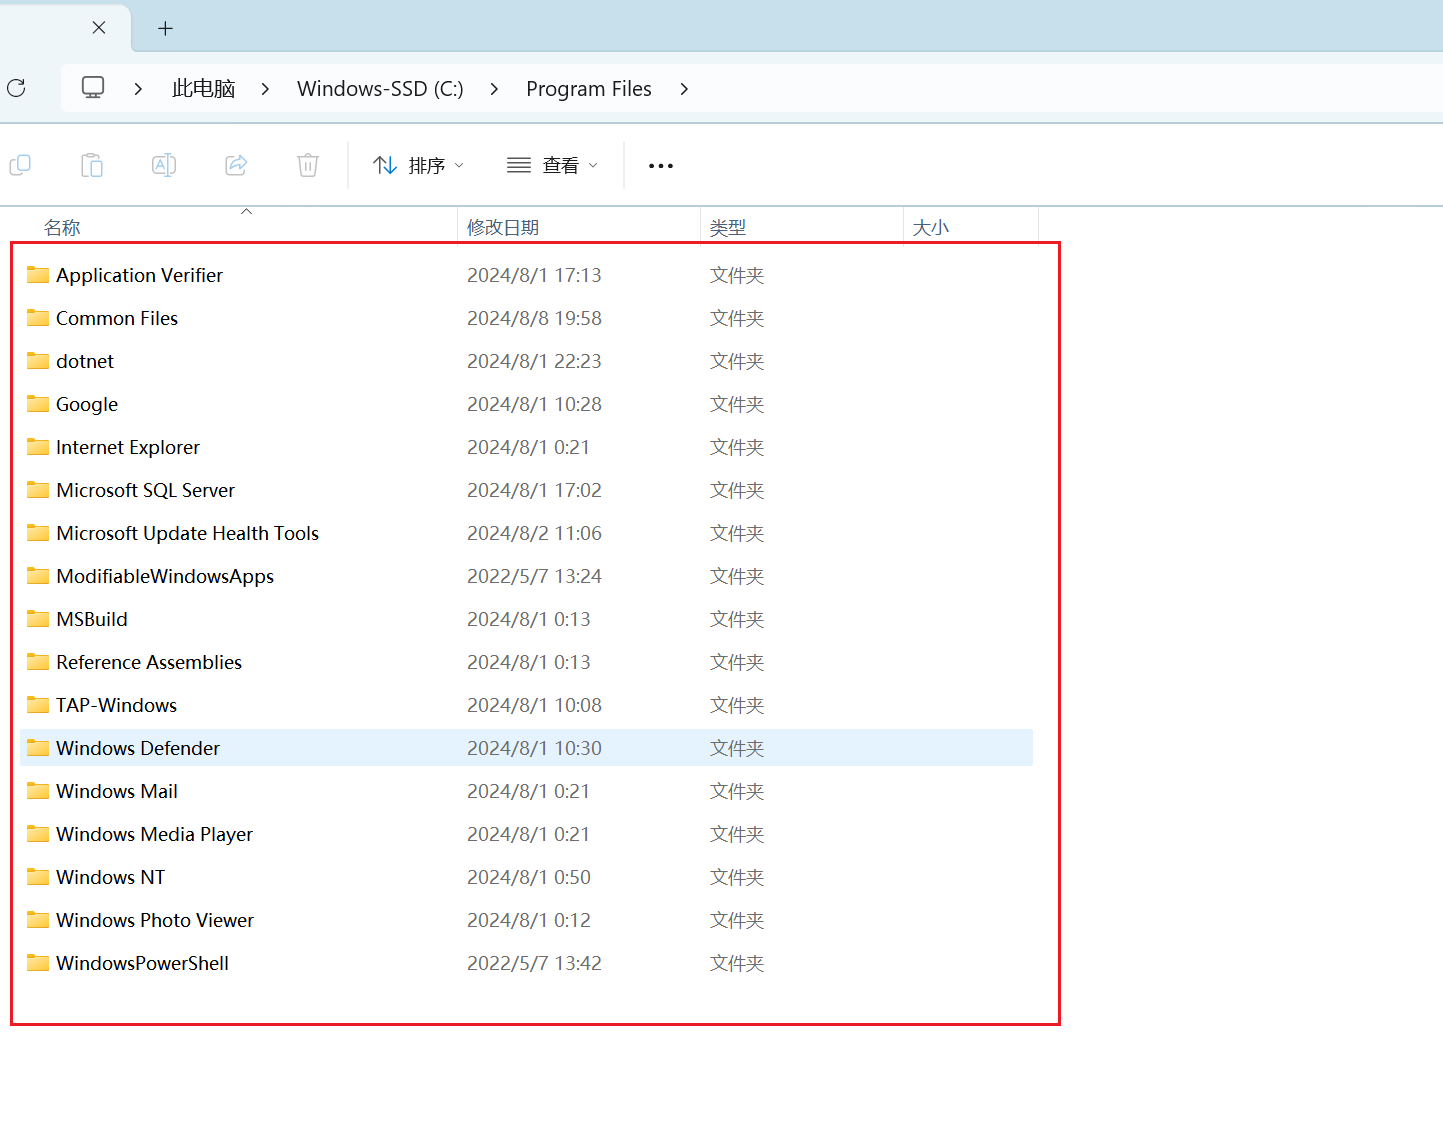 此电脑 Windows-SSD (C:) Program Files
排序 查看
名称 修改日期 类型 大小
Application Verifier 2024/8/1 17:13 文件夹
Common Files 2024/8/8 19:58 文件夹
dotnet 2024/8/1 22:23 文件夹
Google 2024/8/1 10:28 文件夹
Internet Explorer 2024/8/1 0:21 文件夹
Microsoft SQL Server 2024/8/1 17:02 文件夹
Microsoft Update Health Tools 2024/8/2 11:06 文件夹
ModifiableWindowsApps 2022/5/7 13:24 文件夹
MSBuild 2024/8/1 0:13 文件夹
Reference Assemblies 2024/8/1 0:13 文件夹
TAP-Windows 2024/8/1 10:08 文件夹
Windows Defender 2024/8/1 10:30 文件夹
Windows Mail 2024/8/1 0:21 文件夹
Windows Media Player 2024/8/1 0:21 文件夹
Windows NT 2024/8/1 0:50 文件夹
Windows Photo Viewer 2024/8/1 0:12 文件夹
WindowsPowerShell 2022/5/7 13:42 文件夹